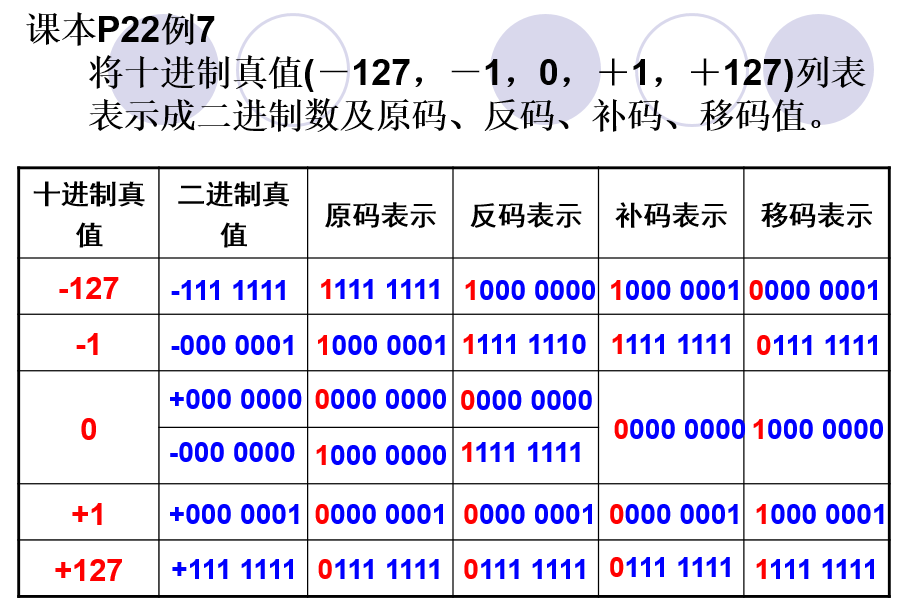 课本P22例7
将十进制真值(－127，－1，0，＋1，＋127)列表
表示成二进制数及原码、反码、补码、移码值。
十进制真值 二进制真值 原码表示 反码表示 补码表示 移码表示
-127 -111 1111 1111 1111 1000 0000 1000 0001 0000 0001
-1 -000 0001 1000 0001 1111 1110 1111 1111 0111 1111
0 +000 0000 0000 0000 0000 0000 0000 0000 1000 0000
-000 0000 1000 0000 1111 1111
+1 +000 0001 0000 0001 0000 0001 0000 0001 1000 0001
+127 +111 1111 0111 1111 0111 1111 0111 1111 1111 1111